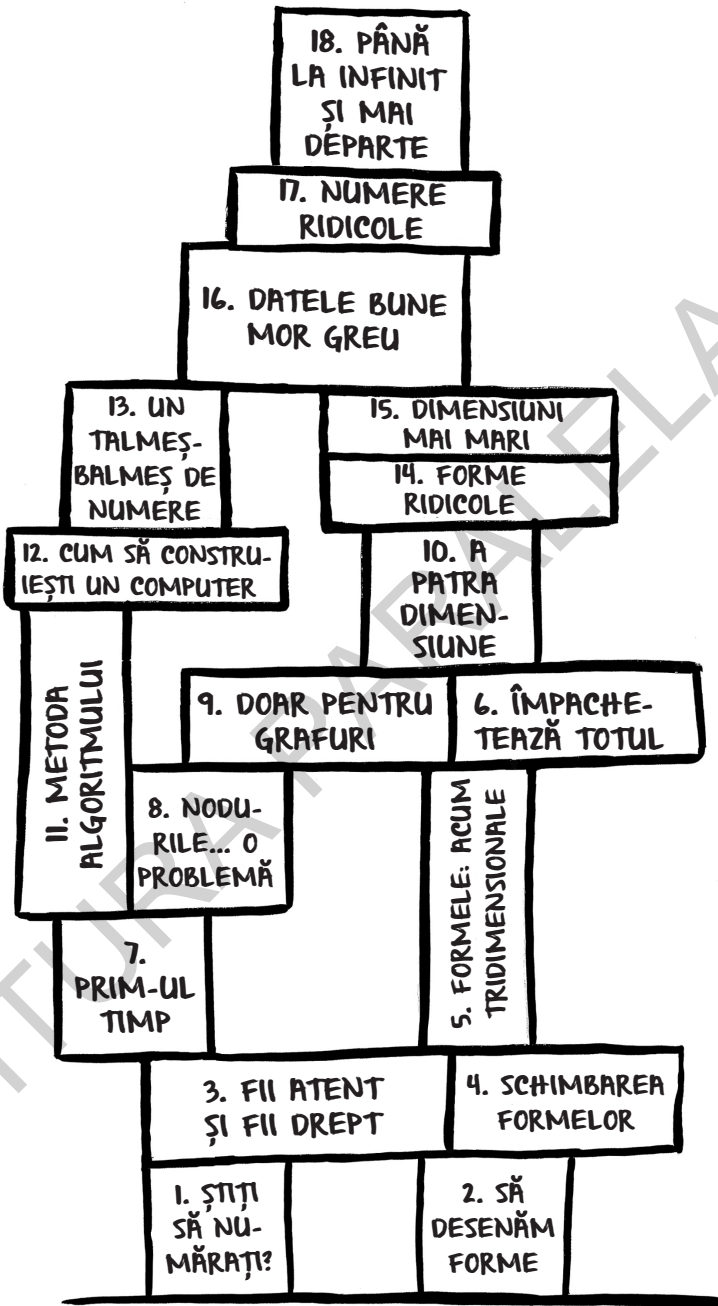 18. PÂNĂ
LA INFINIT
ȘI MAI
DEPARTE
17. NUMERE
RIDICOLE
16. DATELE BUNE
MOR GREU
13. UN
TALMEȘ-
BALMEȘ DE
NUMERE
15. DIMENSIUNI
MAI MARI
14. FORME
RIDICOLE
12. CUM SĂ CONSTRU-
IEȘTI UN COMPUTER
10. A
PATRA
DIMEN-
SIUNE
11. METODA
ALGORITMULUI
9. DOAR PENTRU
GRAFURI
6. ÎMPACHE-
TEAZĂ TOTUL
8. NODU-
RILE... O
PROBLEMĂ
5. FORMELE: ACUM
TRIDIMENSIONALE
7.
PRIM-UL
TIMP
3. FII ATENT
ȘI FII DREPT
4. SCHIMBAREA
FORMELOR
1. ȘTIȚI
SĂ NU-
MĂRAȚI?
2. SĂ
DESENĂM
FORME